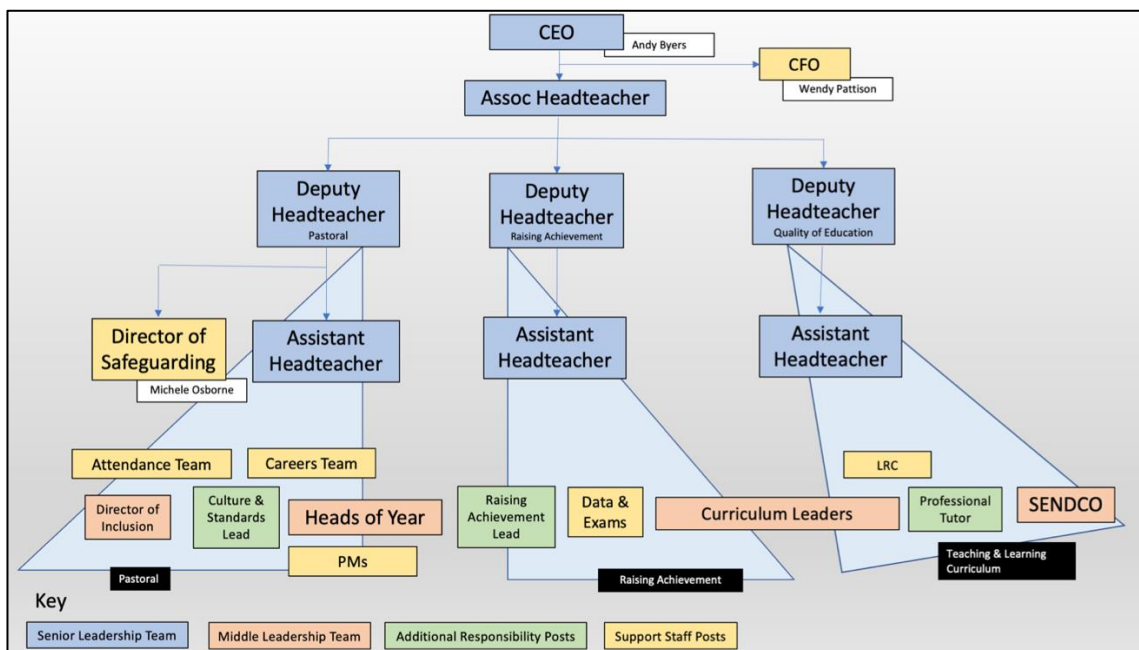 CEO
Andy Byers
CFO
Wendy Pattison
Assoc Headteacher
Deputy
Headteacher
Pastoral
Deputy
Headteacher
Raising Achievement
Deputy
Headteacher
Quality of Education
Director of
Safeguarding
Michele Osborne
Assistant
Headteacher
Assistant
Headteacher
Assistant
Headteacher
Attendance Team
Careers Team
LRC
Director of
Inclusion
Culture &
Standards
Lead
Heads of Year
PMs
Raising
Achievement
Lead
Data &
Exams
Curriculum Leaders
Professional
Tutor
SENDCO
Pastoral
Raising Achievement
Teaching & Learning
Curriculum
Key
Senior Leadership Team
Middle Leadership Team
Additional Responsibility Posts
Support Staff Posts